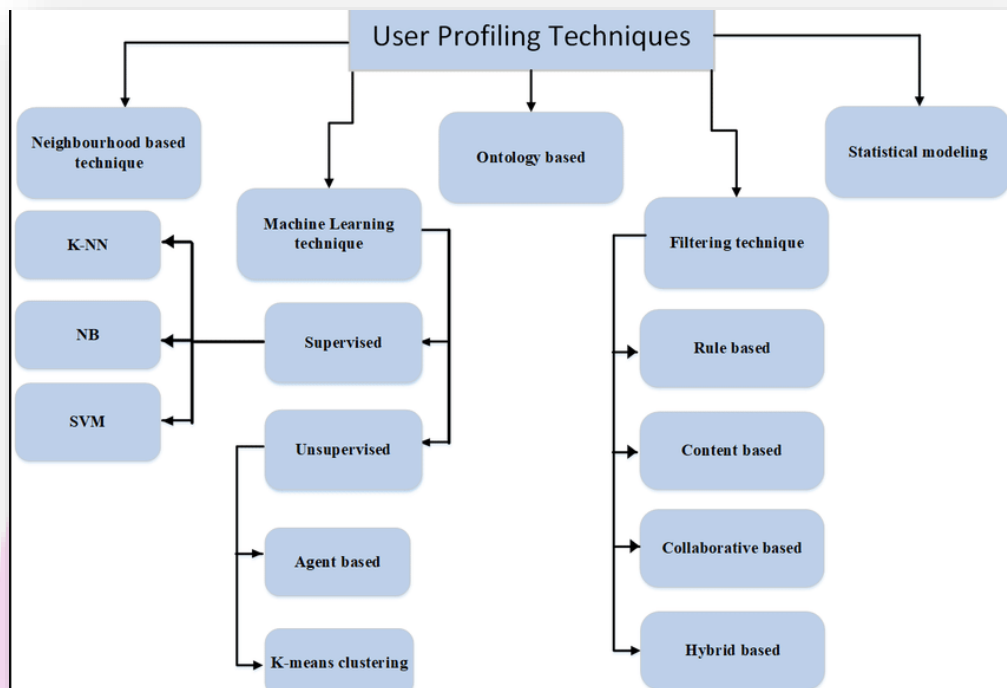 User Profiling Techniques
Neighbourhood based
technique
Ontology based
Statistical modeling
Machine Learning
technique
Filtering technique
K-NN
NB
SVM
Supervised
Unsupervised
Agent based
K-means clustering
Rule based
Content based
Collaborative based
Hybrid based